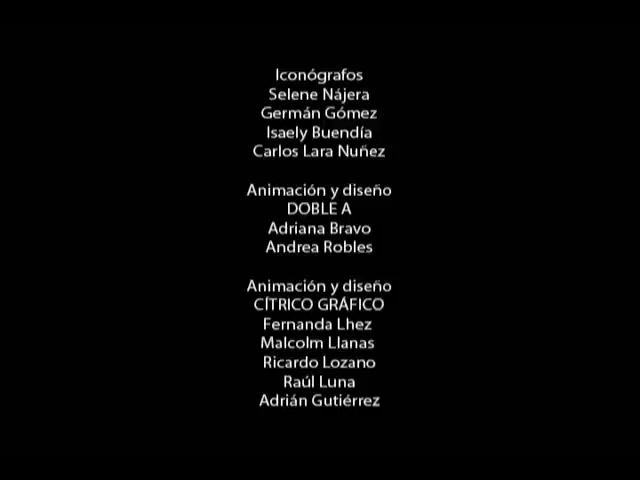 Iconógrafos
Selene Nájera
Germán Gómez
Isaely Buendía
Carlos Lara Nuñez
Animación y diseño
DOBLE A
Adriana Bravo
Andrea Robles
Animación y diseño
CÍTRICO GRÁFICO
Fernanda Lhez
Malcolm Llanas
Ricardo Lozano
Raúl Luna
Adrián Gutiérrez